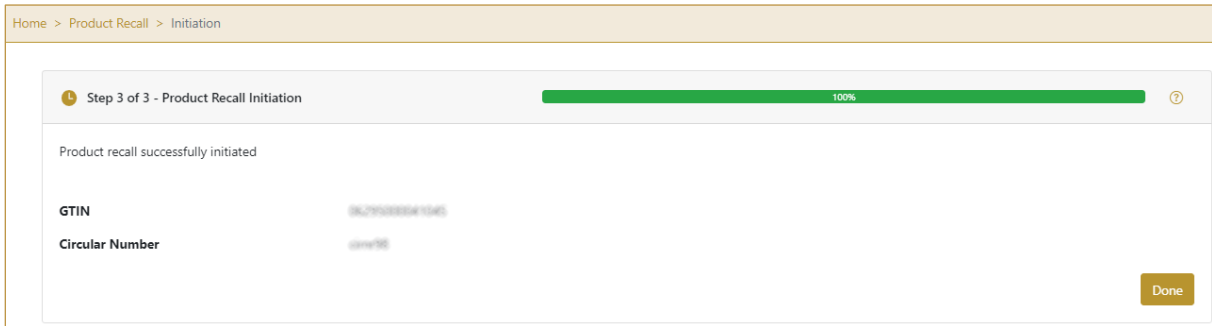 Home > Product Recall > Initiation
Step 3 of 3 - Product Recall Initiation
100%
?
Product recall successfully initiated
GTIN
Circular Number
Done